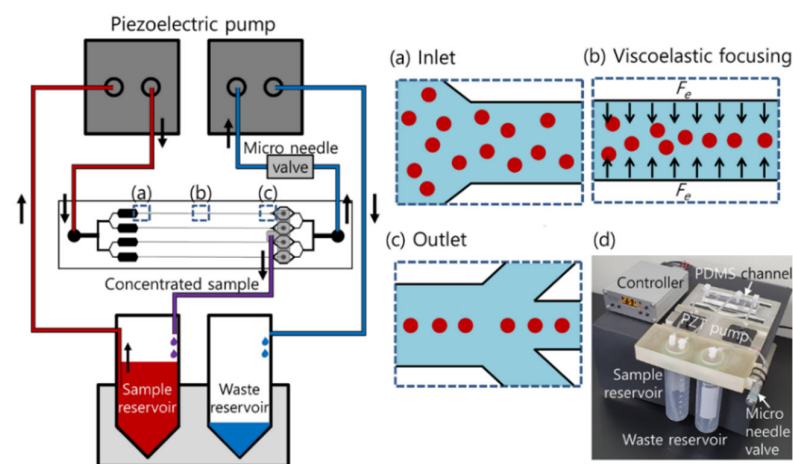 Piezoelectric pump
Micro needle
valve
(a) (b) (c)
Concentrated sample
Sample
reservoir
Waste
reservoir
(a) Inlet
(b) Viscoelastic focusing
Fe
Fe
(c) Outlet
(d)
Controller
PDMS channel
PZT pump
Sample
reservoir
Waste reservoir
Micro
needle
valve